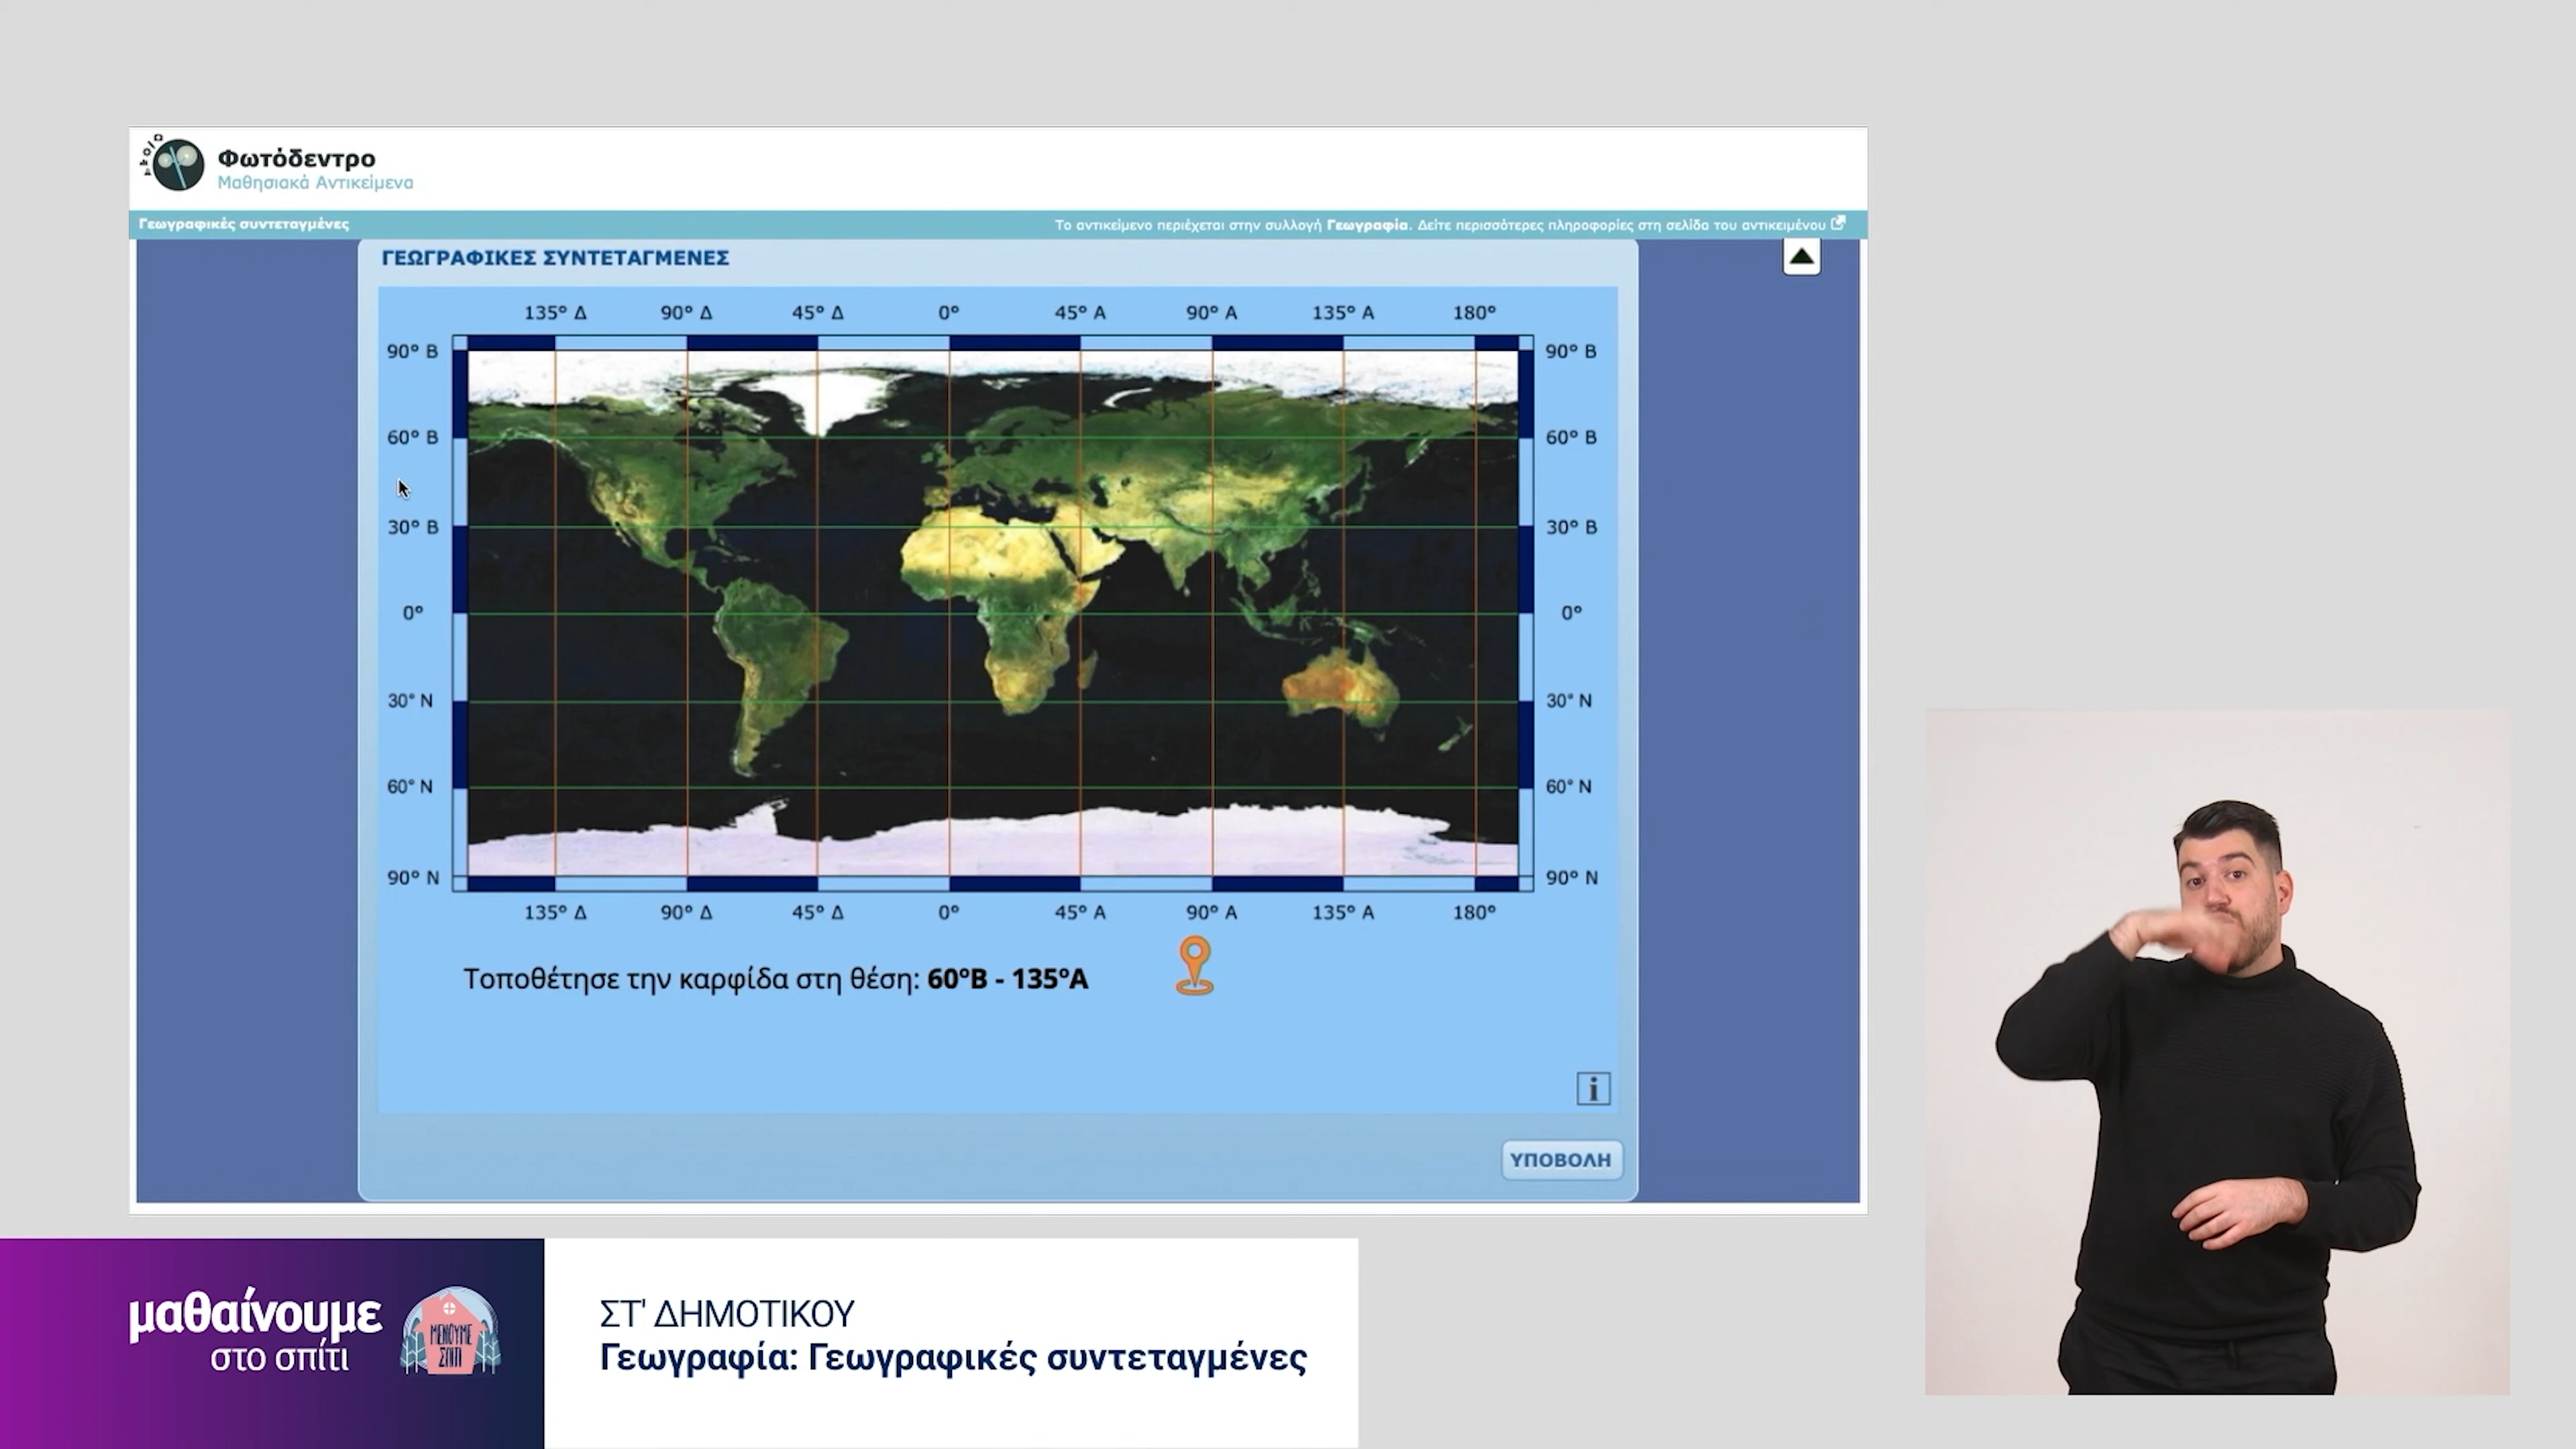 Φωτόδεντρο
Μαθησιακά Αντικείμενα
Γεωγραφικές συντεταγμένες
Το αντικείμενο περιέχεται στην συλλογή Γεωγραφία. Δείτε περισσότερες πληροφορίες στη σελίδα του αντικειμένου
ΓΕΩΓΡΑΦΙΚΕΣ ΣΥΝΤΕΤΑΓΜΕΝΕΣ
135° Δ 90° Δ 45° Δ 0° 45° Α 90° Α 135° Α 180°
90° Β 90° Β
60° Β 60° Β
30° Β 30° Β
0° 0°
30° Ν 30° Ν
60° Ν 60° Ν
90° Ν 90° Ν
135° Δ 90° Δ 45° Δ 0° 45° Α 90° Α 135° Α 180°
Τοποθέτησε την καρφίδα στη θέση: 60°Β - 135°Α
i
ΥΠΟΒΟΛΗ
μαθαίνουμε
στο σπίτι
ΜΕΝΟΥΜΕ
ΣΠΙΤΙ
ΣΤ' ΔΗΜΟΤΙΚΟΥ
Γεωγραφία: Γεωγραφικές συντεταγμένες